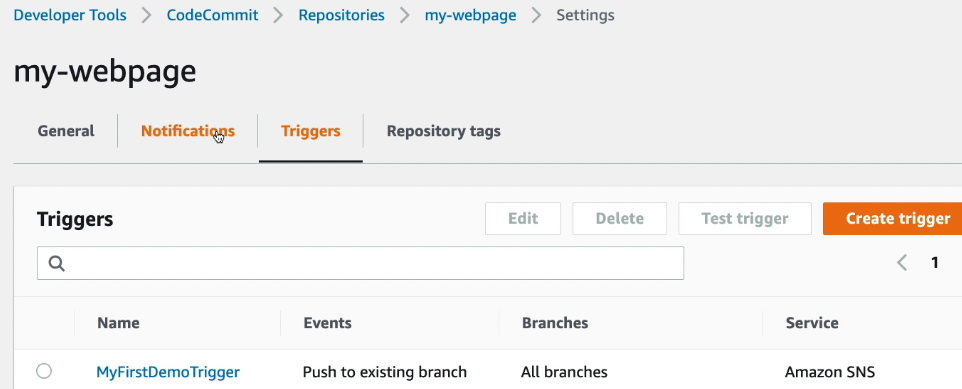 Developer Tools > CodeCommit > Repositories > my-webpage > Settings
my-webpage
General Notifications Triggers Repository tags
Triggers Edit Delete Test trigger Create trigger
1
Name Events Branches Service
MyFirstDemoTrigger Push to existing branch All branches Amazon SNS